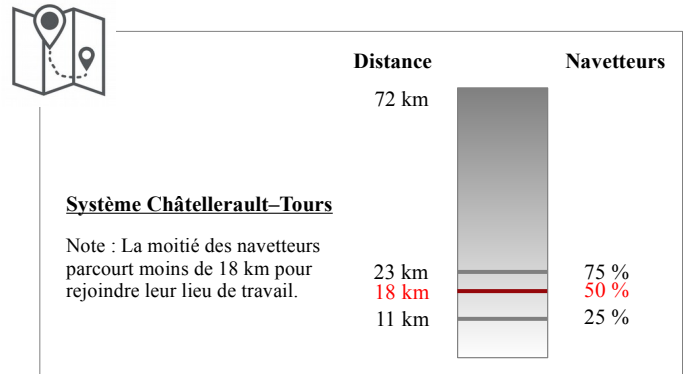 Distance Navetteurs
72 km
Système Châtellerault–Tours
Note : La moitié des navetteurs
parcourt moins de 18 km pour
rejoindre leur lieu de travail.
23 km 75 %
18 km 50 %
11 km 25 %